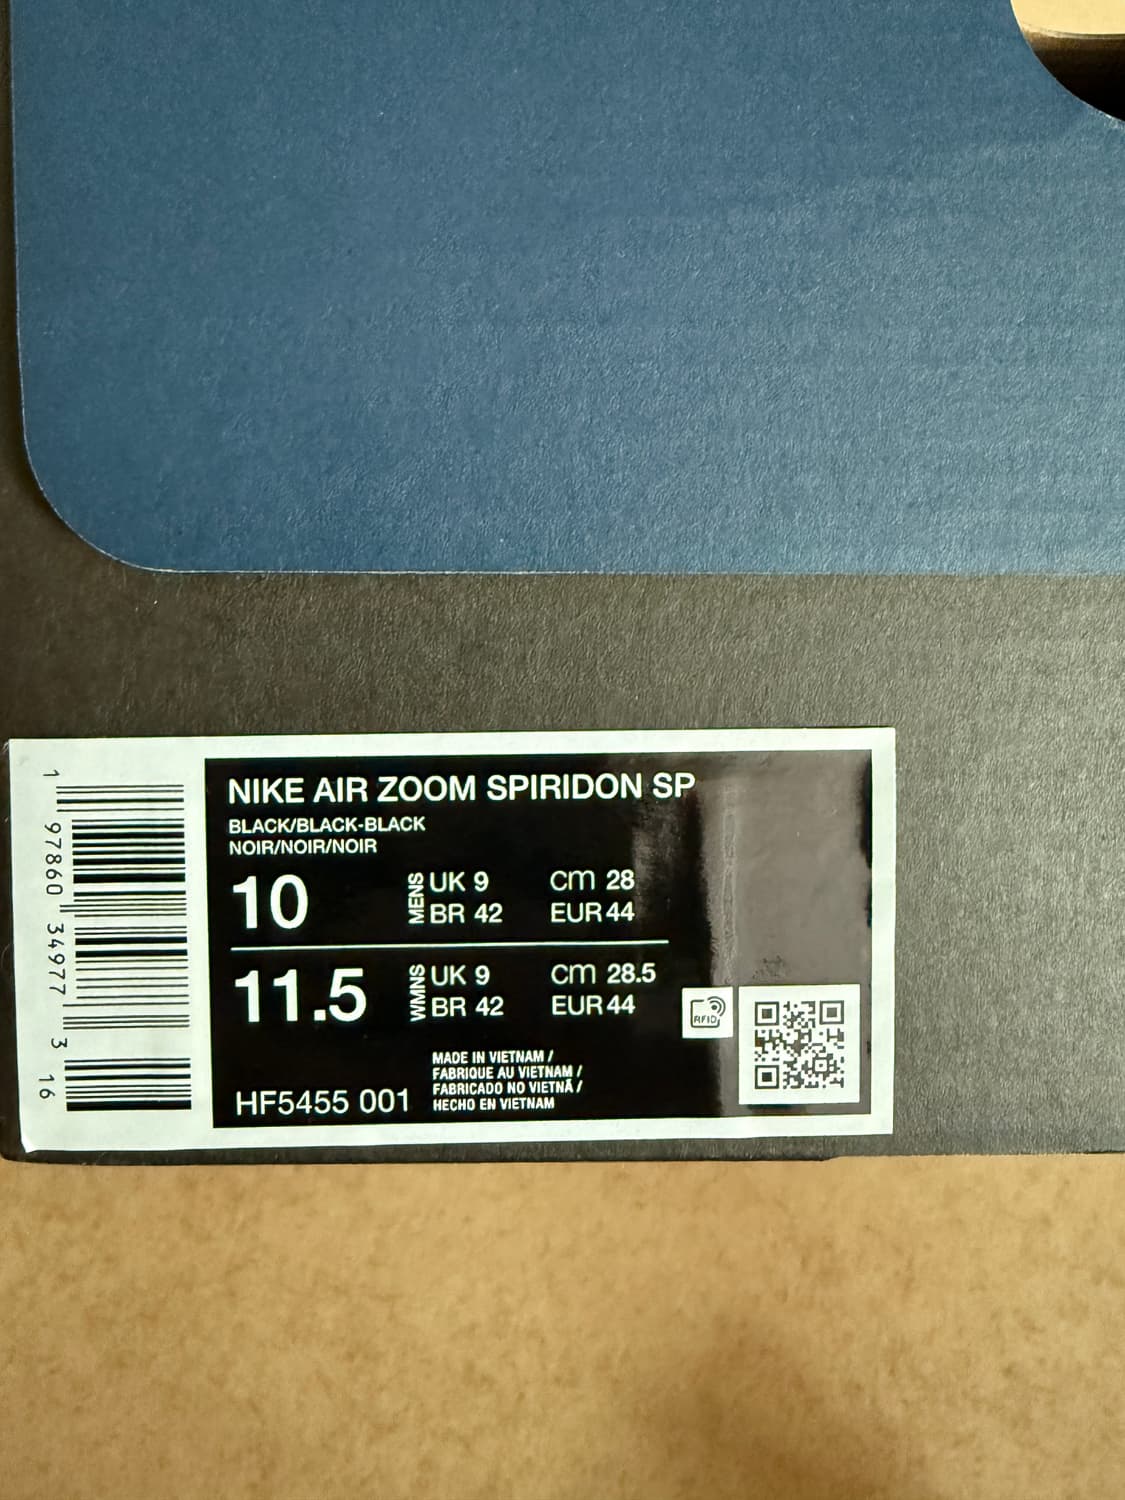 NIKE AIR ZOOM SPIRIDON SP
BLACK/BLACK-BLACK
NOIR/NOIR/NOIR
10 MENS UK 9 CM 28
BR 42 EUR 44
11.5 WMNS UK 9 CM 28.5
BR 42 EUR 44
RFID
MADE IN VIETNAM /
FABRIQUE AU VIETNAM /
FABRICADO NO VIETNÃ /
HECHO EN VIETNAM
HF5455 001
1 97860 34977 3 16